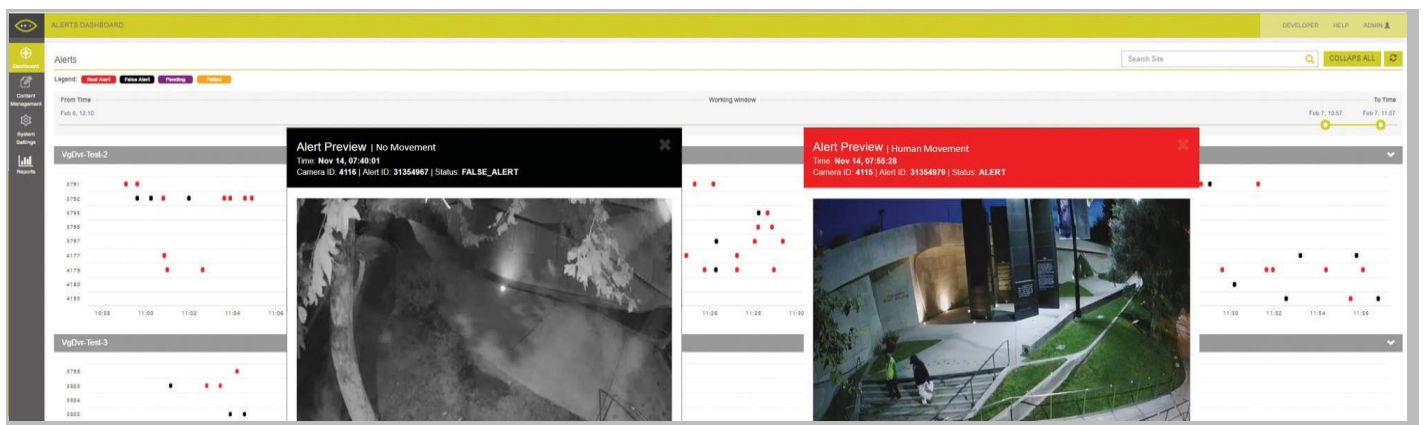 ALERTS DASHBOARD
DEVELOPER HELP ADMIN
Dashboard
Content
Management
System
Settings
Reports
Alerts
Search Site
COLLAPS ALL
Legend: Real Alert False Alert Pending Failed
From Time Working window To Time
Feb 6, 12:10 Feb 7, 10:57 Feb 7, 11:57
VgDvr-Test-2
Alert Preview | No Movement
Time: Nov 14, 07:40:01
Camera ID: 4116 | Alert ID: 31354967 | Status: FALSE_ALERT
Alert Preview | Human Movement
Time: Nov 14, 07:55:28
Camera ID: 4115 | Alert ID: 31354979 | Status: ALERT
3791
3792
3793
3796
3797
4177
4179
4180
4183
10:58 11:00 11:02 11:04 11:06 11:26 11:28 11:30 11:50 11:52 11:54 11:56
VgDvr-Test-3
3798
3803
3804
3805